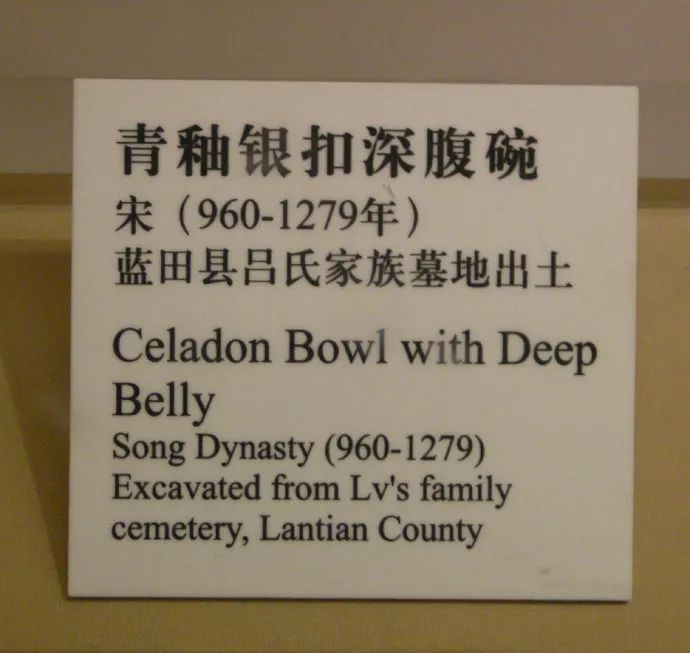 青釉银扣深腹碗
宋（960-1279年）
蓝田县吕氏家族墓地出土
Celadon Bowl with Deep
Belly
Song Dynasty (960-1279)
Excavated from Lv's family
cemetery, Lantian County